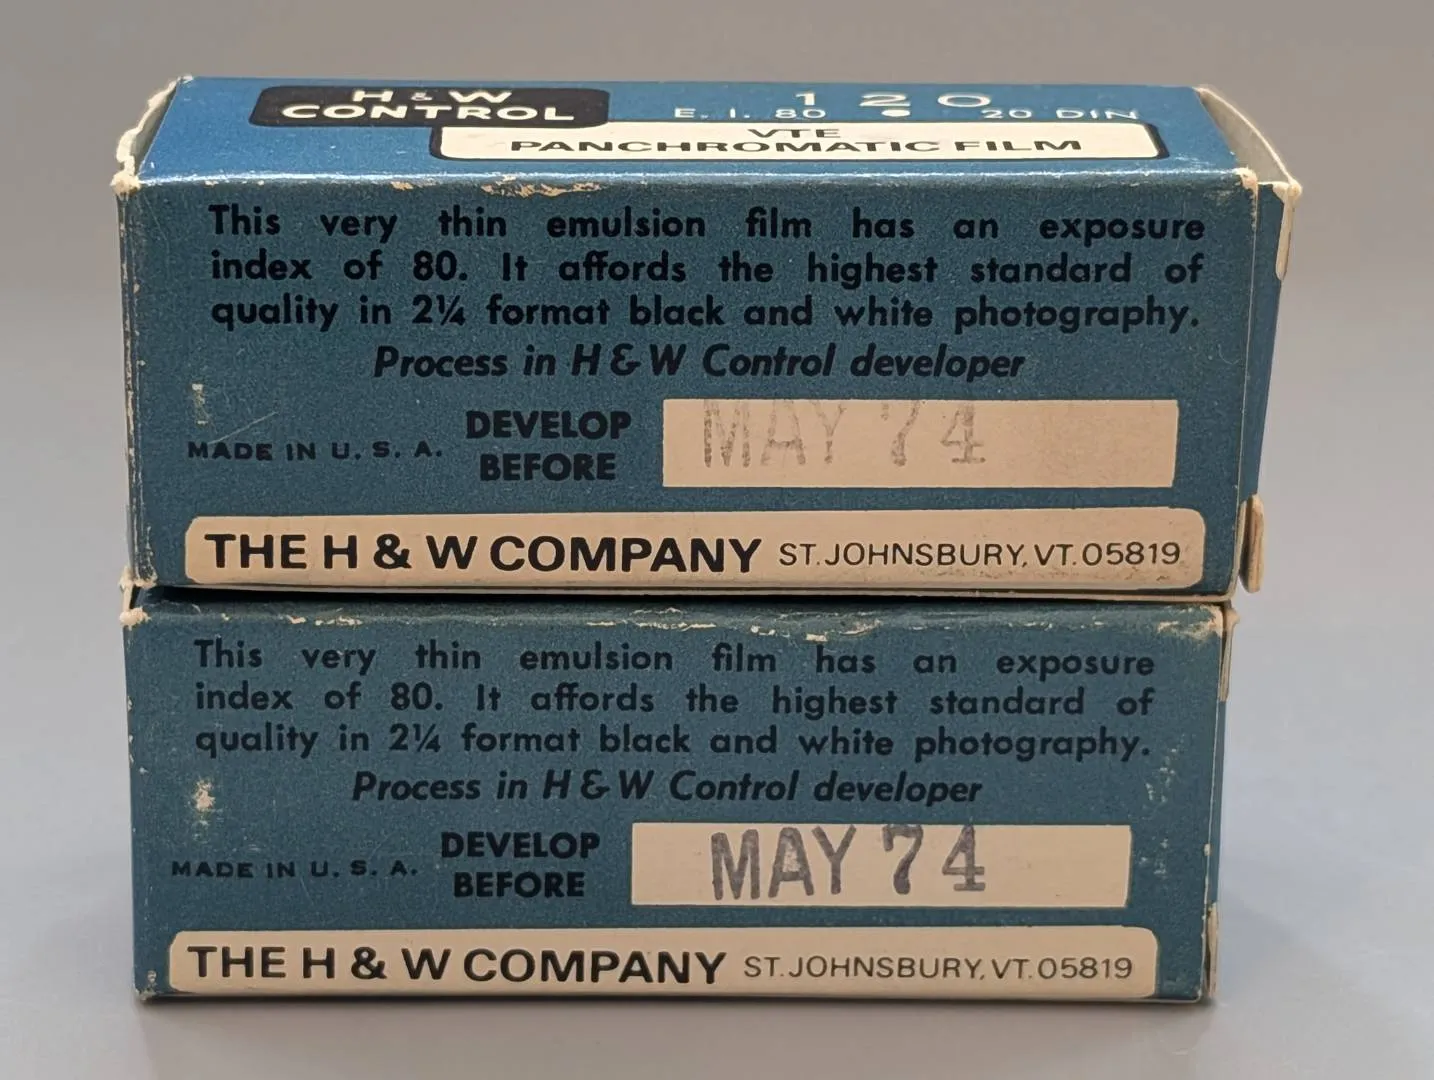 H & W
CONTROL
120
E. I. 80 • 20 DIN
VTE
PANCHROMATIC FILM
This very thin emulsion film has an exposure
index of 80. It affords the highest standard of
quality in 2¼ format black and white photography.
Process in H & W Control developer
DEVELOP
BEFORE
MAY 74
MADE IN U. S. A.
THE H & W COMPANY ST. JOHNSBURY, VT. 05819
This very thin emulsion film has an exposure
index of 80. It affords the highest standard of
quality in 2¼ format black and white photography.
Process in H & W Control developer
DEVELOP
BEFORE
MAY 74
MADE IN U. S. A.
THE H & W COMPANY ST. JOHNSBURY, VT. 05819